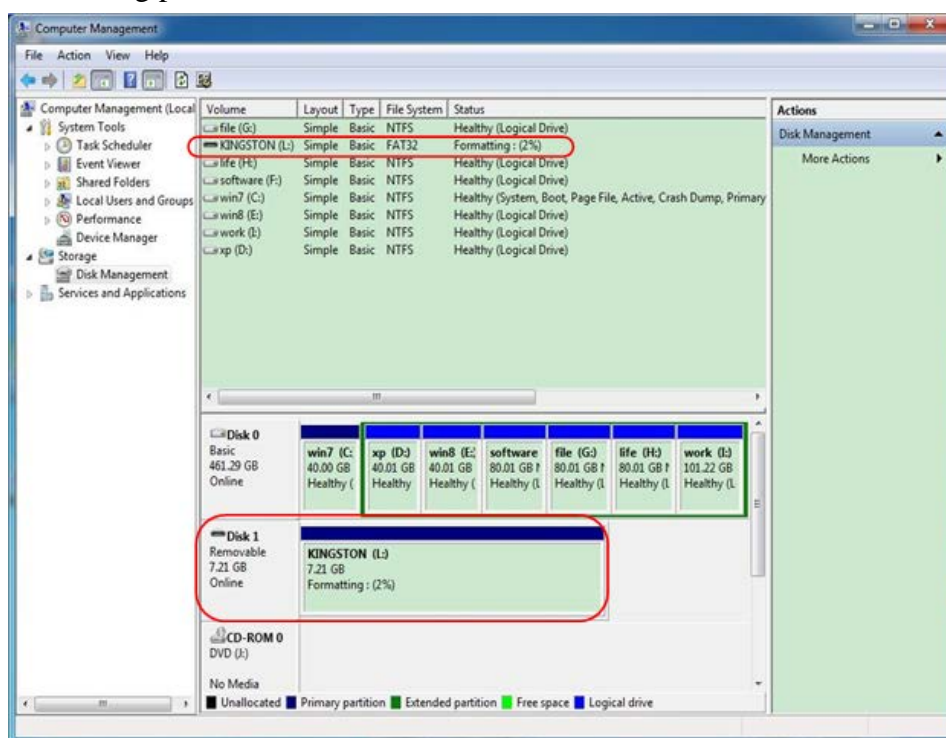 Computer Management
File Action View Help
Computer Management (Local
System Tools
Task Scheduler
Event Viewer
Shared Folders
Local Users and Groups
Performance
Device Manager
Storage
Disk Management
Services and Applications
Volume Layout Type File System Status
file (G:) Simple Basic NTFS Healthy (Logical Drive)
KINGSTON (L:) Simple Basic FAT32 Formatting : (2%)
life (H:) Simple Basic NTFS Healthy (Logical Drive)
software (F:) Simple Basic NTFS Healthy (Logical Drive)
win7 (C:) Simple Basic NTFS Healthy (System, Boot, Page File, Active, Crash Dump, Primary
win8 (E:) Simple Basic NTFS Healthy (Logical Drive)
work (I:) Simple Basic NTFS Healthy (Logical Drive)
xp (D:) Simple Basic NTFS Healthy (Logical Drive)
Disk 0
Basic
461.29 GB
Online
win7 (C: xp (D:) win8 (E: software file (G:) life (H:) work (I:)
40.00 GB 40.01 GB 40.01 GB 80.01 GB 80.01 GB 80.01 GB 101.22 GB
Healthy ( Healthy Healthy ( Healthy (L Healthy (L Healthy (L Healthy (L
Disk 1
Removable
7.21 GB
Online
KINGSTON (L:)
7.21 GB
Formatting : (2%)
CD-ROM 0
DVD (J:)
No Media
Unallocated Primary partition Extended partition Free space Logical drive
Actions
Disk Management
More Actions